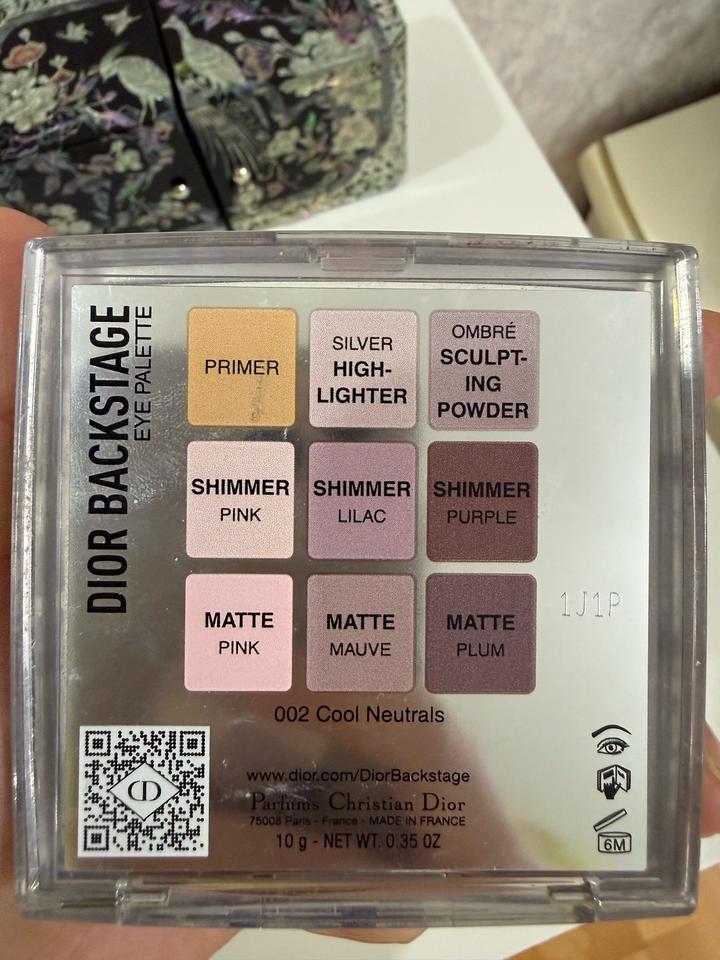 DIOR BACKSTAGE
EYE PALETTE
PRIMER
SILVER
HIGH-
LIGHTER
OMBRÉ
SCULPT-
ING
POWDER
SHIMMER
PINK
SHIMMER
LILAC
SHIMMER
PURPLE
MATTE
PINK
MATTE
MAUVE
MATTE
PLUM
1J1P
002 Cool Neutrals
CD
www.dior.com/DiorBackstage
Parfums Christian Dior
75008 Paris - France - MADE IN FRANCE
10 g - NET WT. 0.35 OZ
6M